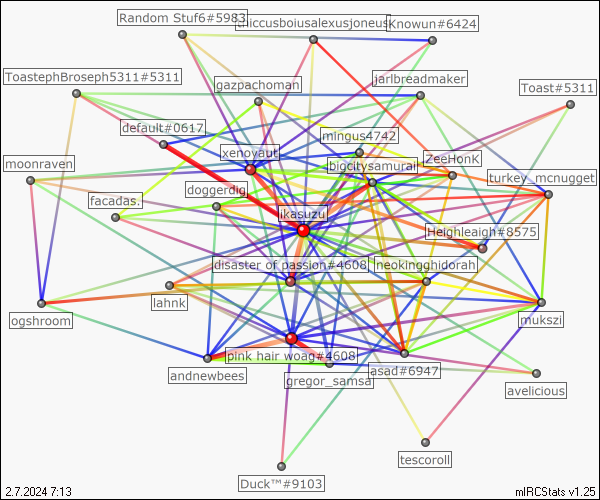 Random Stuf6#5983
thiccusboiusalexusjoneus
Knowun#6424
ToastephBroseph5311#5311
gazpachoman
jarlbreadmaker
Toast#5311
default#0617
mingus4742
xenoyaut
bigcitysamurai
ZeeHonK
moonraven
doggerdig
turkey_mcnugget
facadas.
ikasuzu
Heighleaigh#8575
disaster of passion#4608
neokingghidorah
lahnk
ogshroom
mukszi
pink hair woag#4608
asad#6947
andnewbees
gregor_samsa
avelicious
tescoroll
Duck™#9103
2.7.2024 7:13
mIRCStats v1.25